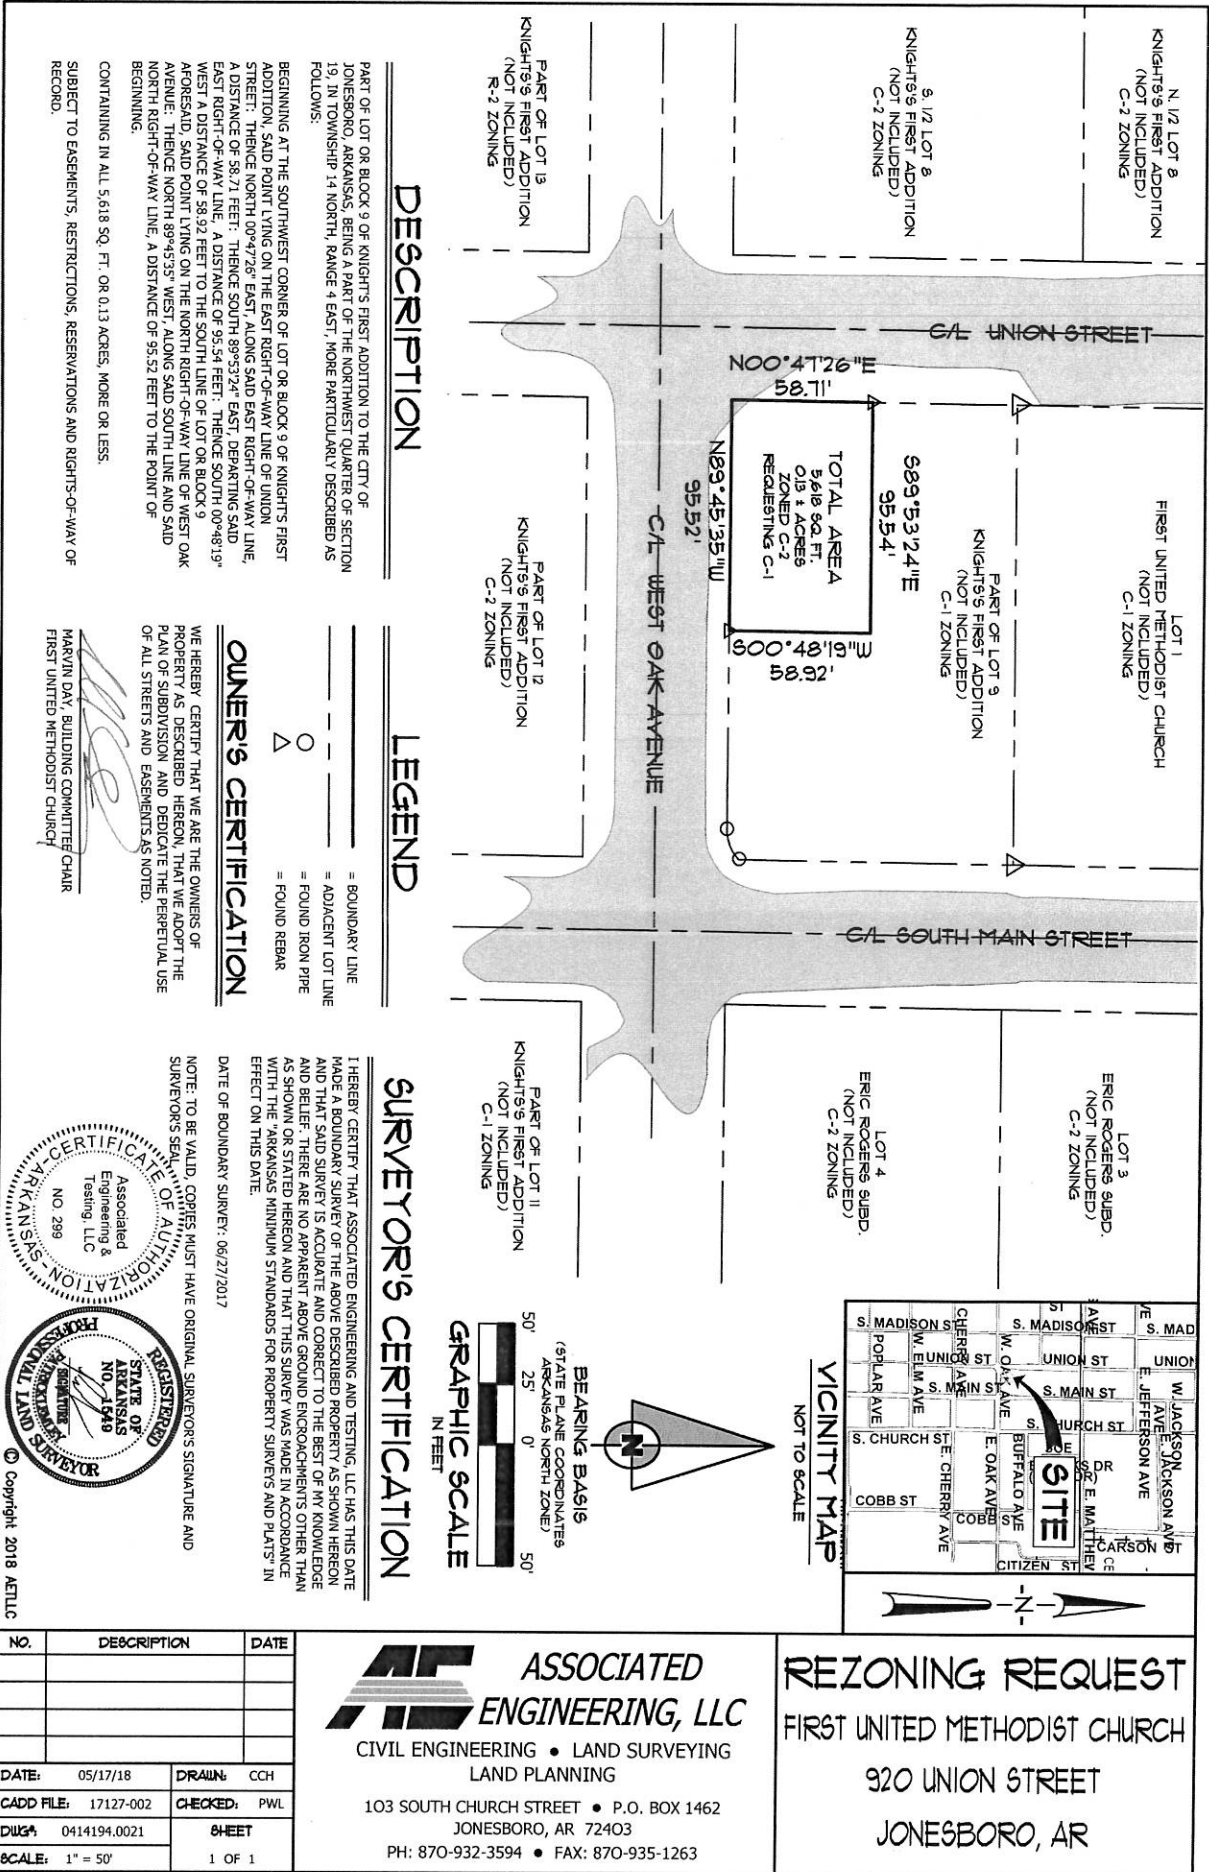 N. 1/2 LOT 8
KNIGHTS'S FIRST ADDITION
(NOT INCLUDED)
C-2 ZONING
S. 1/2 LOT 8
KNIGHTS'S FIRST ADDITION
(NOT INCLUDED)
C-2 ZONING
PART OF LOT 13
KNIGHTS'S FIRST ADDITION
(NOT INCLUDED)
R-2 ZONING
C/L UNION STREET
N00°47'26"E
58.71'
S89°53'24"E
95.54'
TOTAL AREA
5,618 SQ. FT.
0.13 ± ACRES
ZONED C-2
REQUESTING C-1
N89°45'35"W
95.52'
S00°48'19"W
58.92'
LOT 1
FIRST UNITED METHODIST CHURCH
(NOT INCLUDED)
C-1 ZONING
PART OF LOT 9
KNIGHTS'S FIRST ADDITION
(NOT INCLUDED)
C-1 ZONING
C/L WEST OAK AVENUE
PART OF LOT 12
KNIGHTS'S FIRST ADDITION
(NOT INCLUDED)
C-2 ZONING
C/L SOUTH MAIN STREET
LOT 3
ERIC ROGERS SUBD.
(NOT INCLUDED)
C-2 ZONING
LOT 4
ERIC ROGERS SUBD.
(NOT INCLUDED)
C-2 ZONING
PART OF LOT 11
KNIGHTS'S FIRST ADDITION
(NOT INCLUDED)
C-1 ZONING
S. MADISON ST
S. MADISON ST
S. MAD
UNION ST
UNION ST
UNION
S. MAIN ST
S. MAIN ST
S. CHURCH ST
S. CHURCH ST
COBB ST
COBB ST
CARSON ST
CITIZEN ST
POPLAR AVE
W. ELM AVE
CHERRY AVE
W. OAK AVE
E. JEFFERSON AVE
W. JACKSON AVE
E. JACKSON AVE
E. CHERRY AVE
E. OAK AVE
BUFFALO AVE
E. MATTHEW
SITE
VICINITY MAP
NOT TO SCALE
N
N
BEARING BASIS
(STATE PLANE COORDINATES
ARKANSAS NORTH ZONE)
50' 25' 0' 50'
GRAPHIC SCALE
IN FEET
DESCRIPTION
PART OF LOT OR BLOCK 9 OF KNIGHT'S FIRST ADDITION TO THE CITY OF
JONESBORO, ARKANSAS, BEING A PART OF THE NORTHWEST QUARTER OF SECTION
19, IN TOWNSHIP 14 NORTH, RANGE 4 EAST, MORE PARTICULARLY DESCRIBED AS
FOLLOWS:
BEGINNING AT THE SOUTHWEST CORNER OF LOT OR BLOCK 9 OF KNIGHT'S FIRST
ADDITION, SAID POINT LYING ON THE EAST RIGHT-OF-WAY LINE OF UNION
STREET: THENCE NORTH 00°47'26" EAST, ALONG SAID EAST RIGHT-OF-WAY LINE,
A DISTANCE OF 58.71 FEET: THENCE SOUTH 89°53'24" EAST, DEPARTING SAID
EAST RIGHT-OF-WAY LINE, A DISTANCE OF 95.54 FEET: THENCE SOUTH 00°48'19"
WEST A DISTANCE OF 58.92 FEET TO THE SOUTH LINE OF LOT OR BLOCK 9
AFORESAID, SAID POINT LYING ON THE NORTH RIGHT-OF-WAY LINE OF WEST OAK
AVENUE: THENCE NORTH 89°45'35" WEST, ALONG SAID SOUTH LINE AND SAID
NORTH RIGHT-OF-WAY LINE, A DISTANCE OF 95.52 FEET TO THE POINT OF
BEGINNING.
CONTAINING IN ALL 5,618 SQ. FT. OR 0.13 ACRES, MORE OR LESS.
SUBJECT TO EASEMENTS, RESTRICTIONS, RESERVATIONS AND RIGHTS-OF-WAY OF
RECORD.
LEGEND
= BOUNDARY LINE
= ADJACENT LOT LINE
= FOUND IRON PIPE
= FOUND REBAR
OWNER'S CERTIFICATION
WE HEREBY CERTIFY THAT WE ARE THE OWNERS OF
PROPERTY AS DESCRIBED HEREON, THAT WE ADOPT THE
PLAN OF SUBDIVISION AND DEDICATE THE PERPETUAL USE
OF ALL STREETS AND EASEMENTS AS NOTED.
MARVIN DAY, BUILDING COMMITTEE CHAIR
FIRST UNITED METHODIST CHURCH
SURVEYOR'S CERTIFICATION
I HEREBY CERTIFY THAT ASSOCIATED ENGINEERING AND TESTING, LLC HAS THIS DATE
MADE A BOUNDARY SURVEY OF THE ABOVE DESCRIBED PROPERTY AS SHOWN HEREON
AND THAT SAID SURVEY IS ACCURATE AND CORRECT TO THE BEST OF MY KNOWLEDGE
AND BELIEF. THERE ARE NO APPARENT ABOVE GROUND ENCROACHMENTS OTHER THAN
AS SHOWN OR STATED HEREON AND THAT THIS SURVEY WAS MADE IN ACCORDANCE
WITH THE "ARKANSAS MINIMUM STANDARDS FOR PROPERTY SURVEYS AND PLATS" IN
EFFECT ON THIS DATE.
DATE OF BOUNDARY SURVEY: 06/27/2017
NOTE: TO BE VALID, COPIES MUST HAVE ORIGINAL SURVEYOR'S SIGNATURE AND
SURVEYOR'S SEAL
CERTIFICATE OF AUTHORIZATION
ARKANSAS
Associated
Engineering &
Testing, LLC
NO. 299
REGISTERED
STATE OF
ARKANSAS
NO. 1549
SIGNATURE
PROFESSIONAL LAND SURVEYOR
© Copyright 2018 AETLLC
NO. DESCRIPTION DATE
DATE: 05/17/18 DRAWN: CCH
CADD FILE: 17127-002 CHECKED: PWL
DWG#: 0414194.0021 SHEET
SCALE: 1" = 50' 1 OF 1
AE
ASSOCIATED
ENGINEERING, LLC
CIVIL ENGINEERING • LAND SURVEYING
LAND PLANNING
103 SOUTH CHURCH STREET • P.O. BOX 1462
JONESBORO, AR 72403
PH: 870-932-3594 • FAX: 870-935-1263
REZONING REQUEST
FIRST UNITED METHODIST CHURCH
920 UNION STREET
JONESBORO, AR